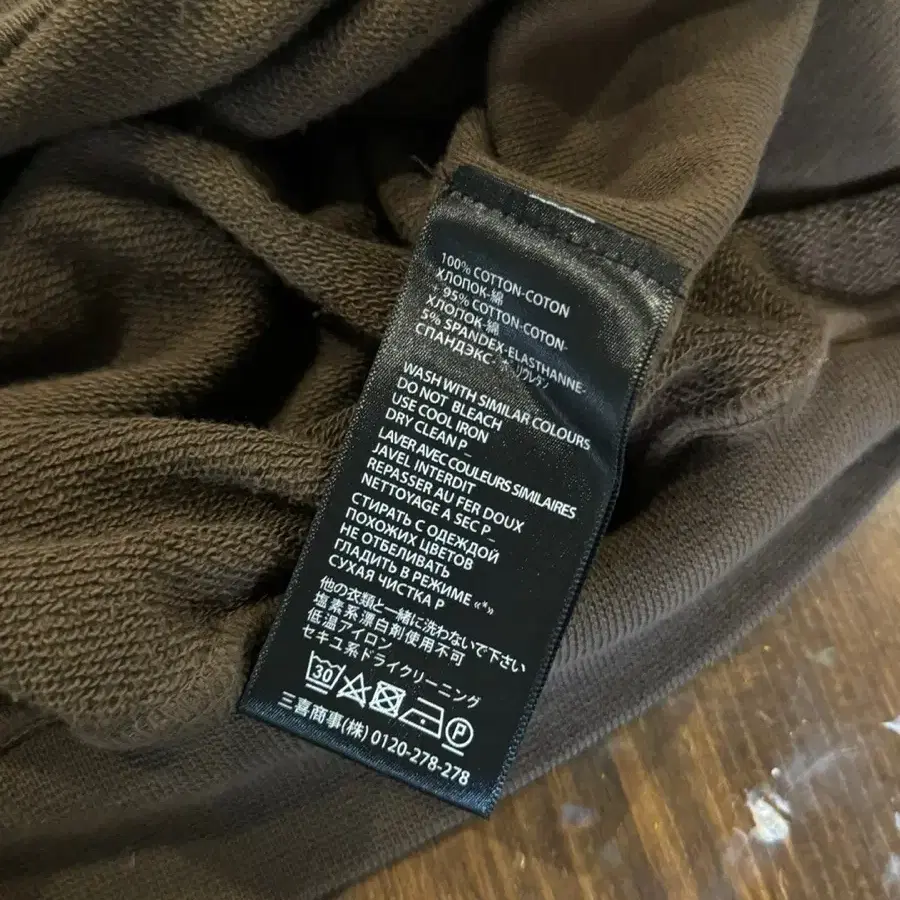 100% COTTON-COTON
ХЛОПОК-綿
+ 95% COTTON-COTON-
ХЛОПОК-綿
5% SPANDEX-ELASTHANNE-
СПАНДЭКС-ポリウレタン
WASH WITH SIMILAR COLOURS
DO NOT BLEACH
USE COOL IRON
DRY CLEAN P_
LAVER AVEC COULEURS SIMILAIRES
JAVEL INTERDIT
REPASSER AU FER DOUX
NETTOYAGE A SEC P_
СТИРАТЬ С ОДЕЖДОЙ
ПОХОЖИХ ЦВЕТОВ
НЕ ОТБЕЛИВАТЬ
ГЛАДИТЬ В РЕЖИМЕ «*»
СУХАЯ ЧИСТКА P
他の衣類と一緒に洗わないで下さい
塩素系漂白剤使用不可
低温アイロン
セキユ系ドライクリーニング
30 P
三喜商事(株) 0120-278-278